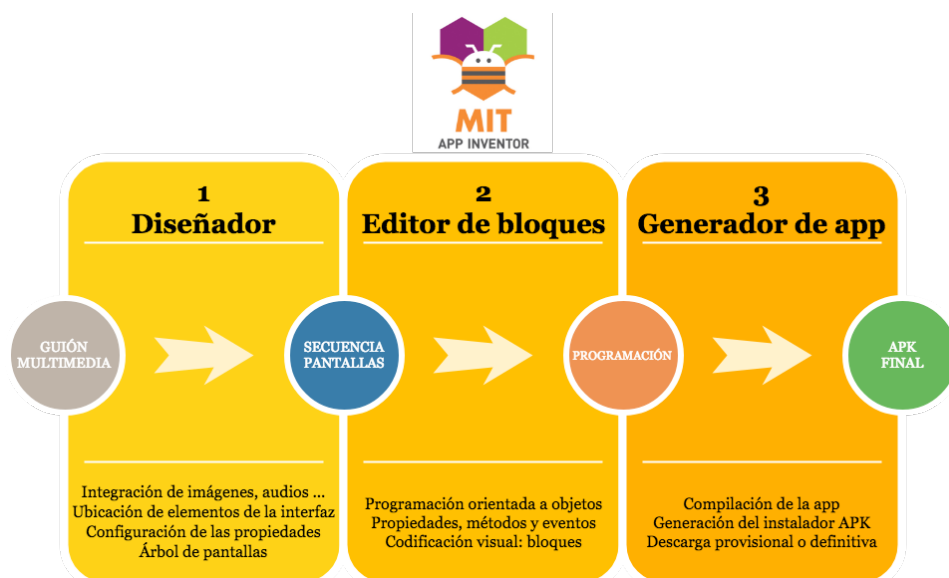 MIT
APP INVENTOR
1
Diseñador
2
Editor de bloques
3
Generador de app
GUIÓN
MULTIMEDIA
SECUENCIA
PANTALLAS
PROGRAMACIÓN
APK
FINAL
Integración de imágenes, audios ...
Ubicación de elementos de la interfaz
Configuración de las propiedades
Árbol de pantallas
Programación orientada a objetos
Propiedades, métodos y eventos
Codificación visual: bloques
Compilación de la app
Generación del instalador APK
Descarga provisional o definitiva